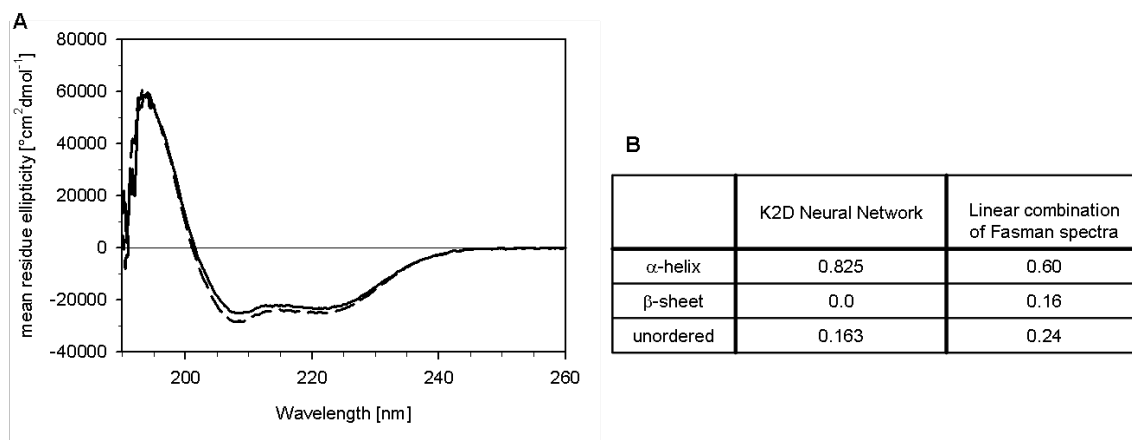 A
mean residue ellipticity [°cm²dmol⁻¹]
80000
60000
40000
20000
0
-20000
-40000
200
220
240
260
Wavelength [nm]
B
K2D Neural Network
Linear combination
of Fasman spectra
α-helix 0.825 0.60
β-sheet 0.0 0.16
unordered 0.163 0.24